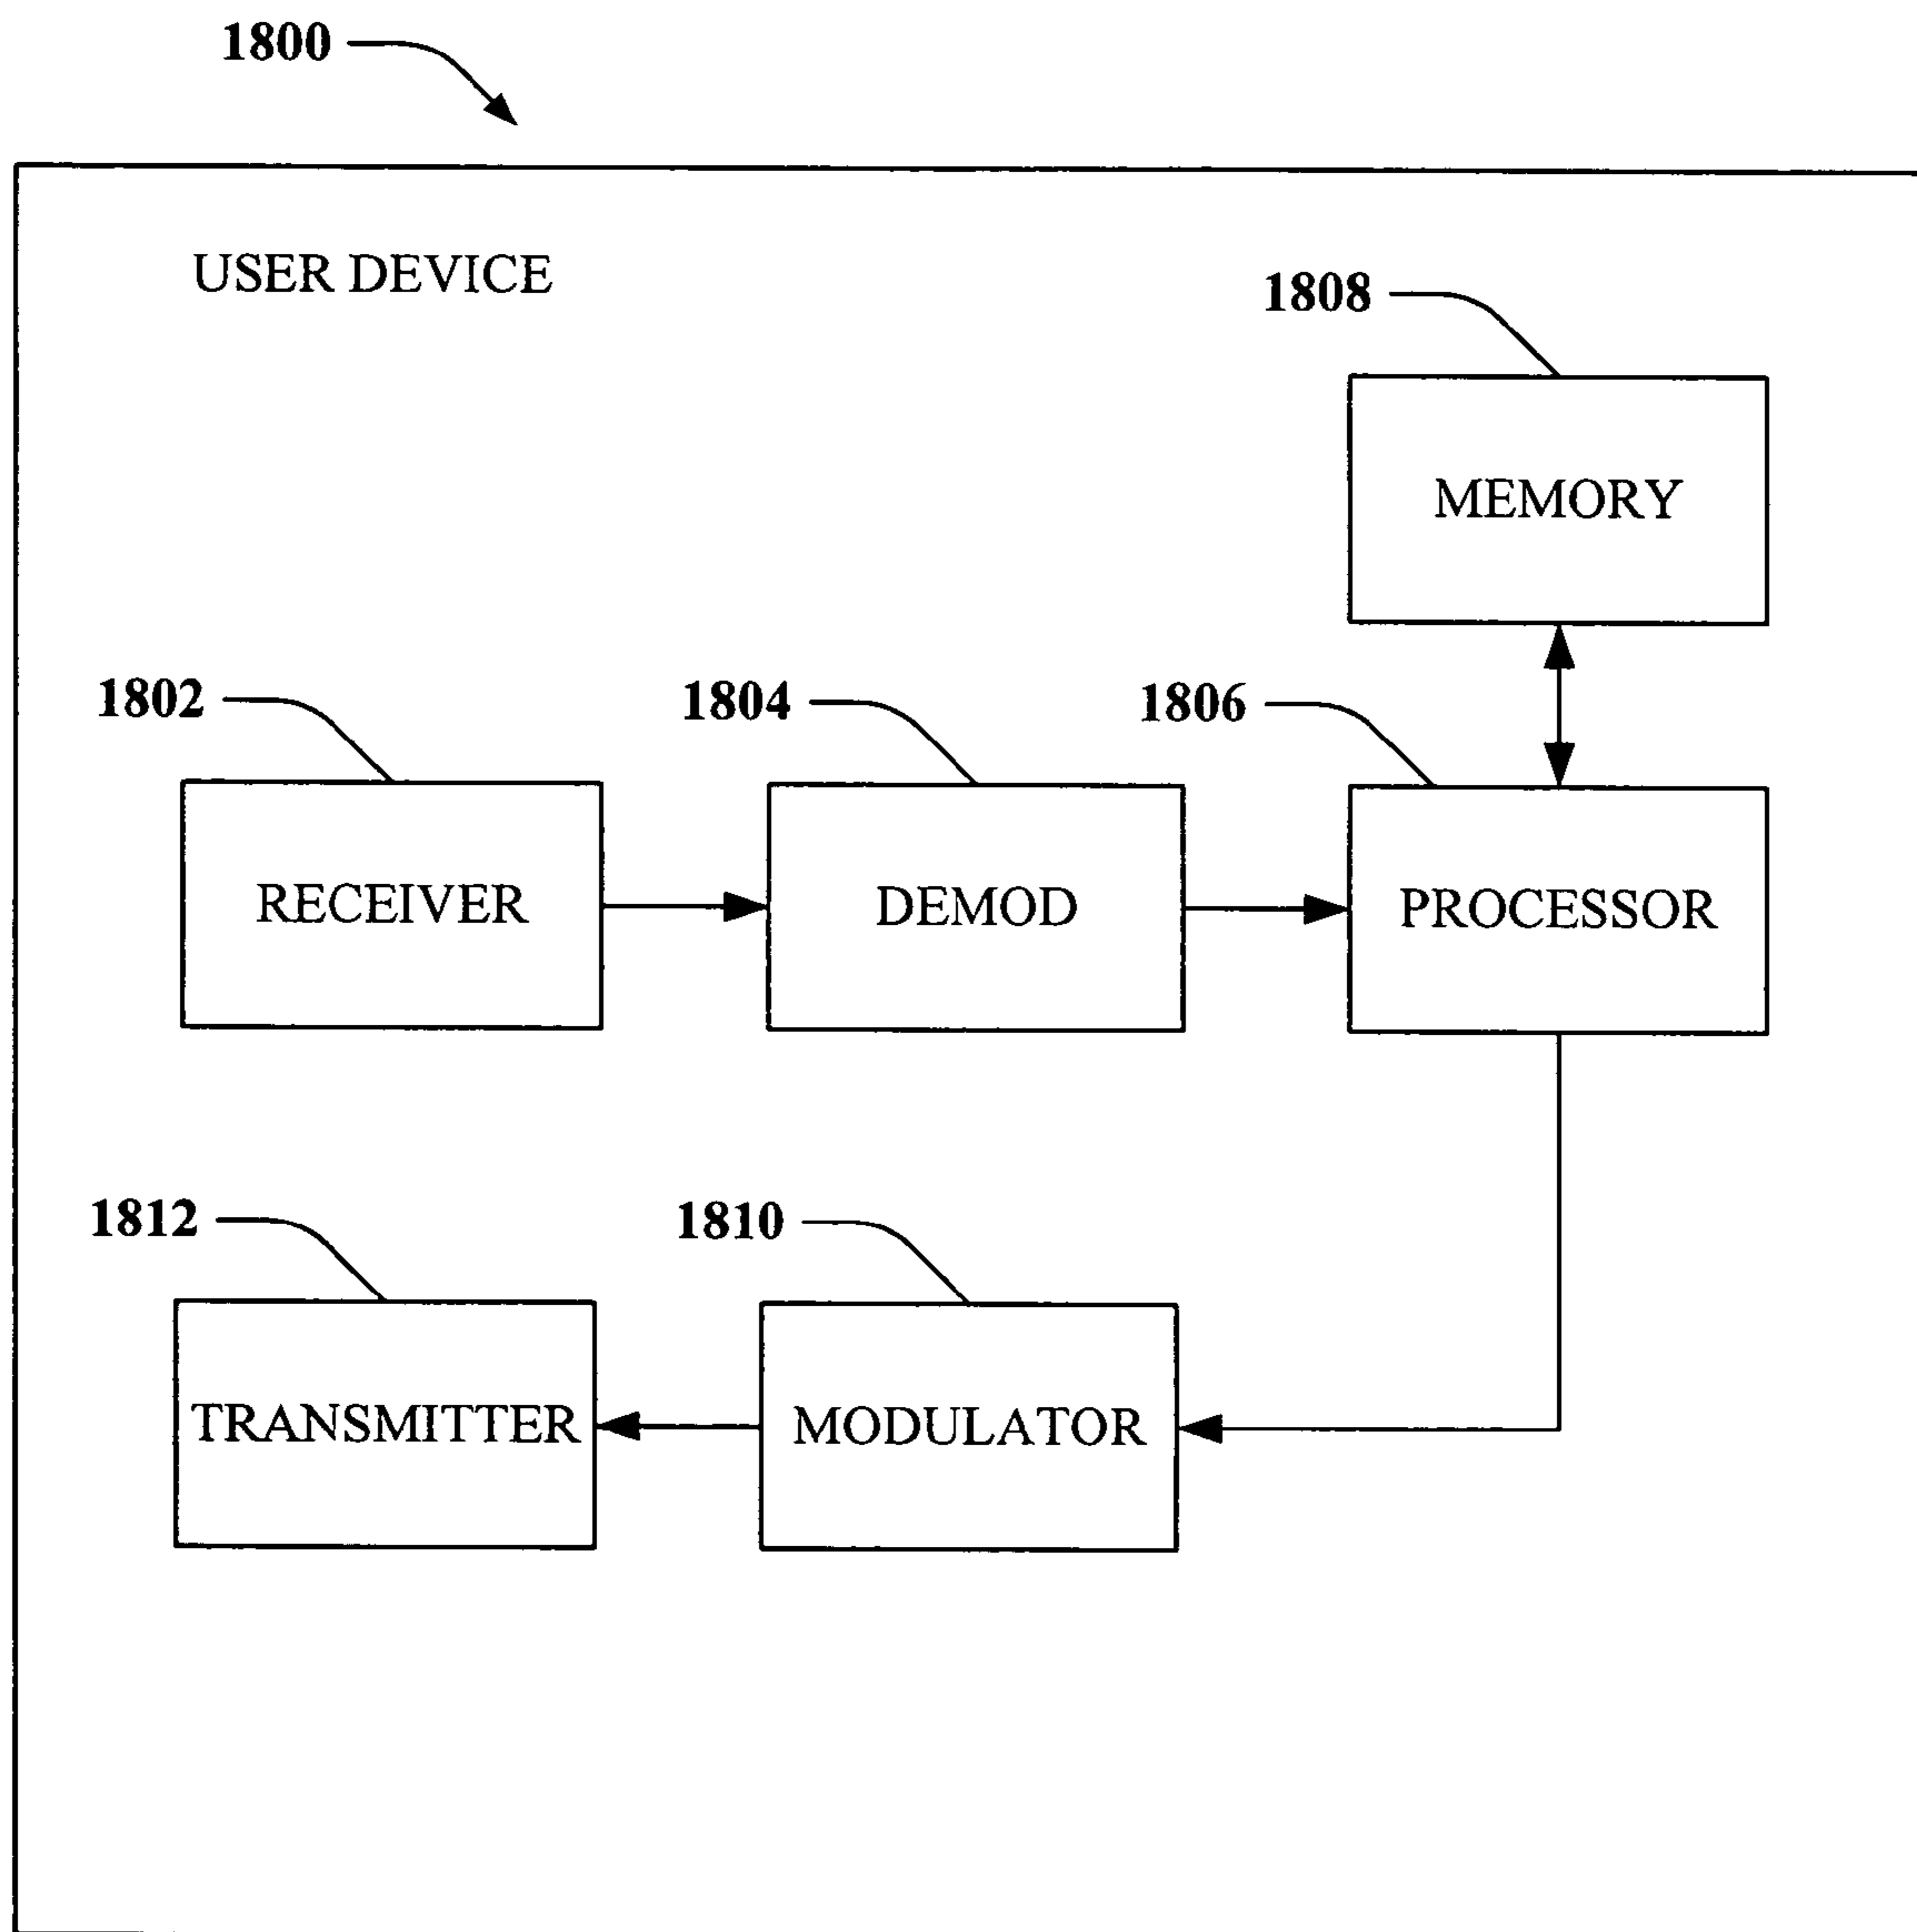 1800
USER DEVICE
1808
MEMORY
1802
1804
1806
RECEIVER
DEMOD
PROCESSOR
1812
1810
TRANSMITTER
MODULATOR